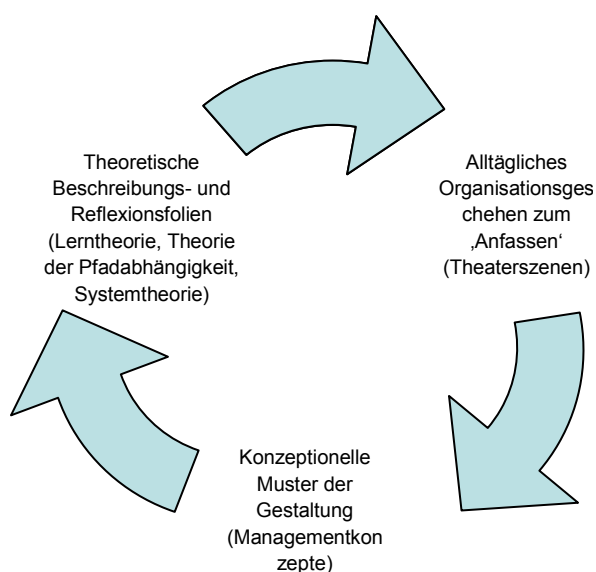 Theoretische
Beschreibungs- und
Reflexionsfolien
(Lerntheorie, Theorie
der Pfadabhängigkeit,
Systemtheorie)
Alltägliches
Organisationsges
chehen zum
‚Anfassen‘
(Theaterszenen)
Konzeptionelle
Muster der
Gestaltung
(Managementkon
zepte)